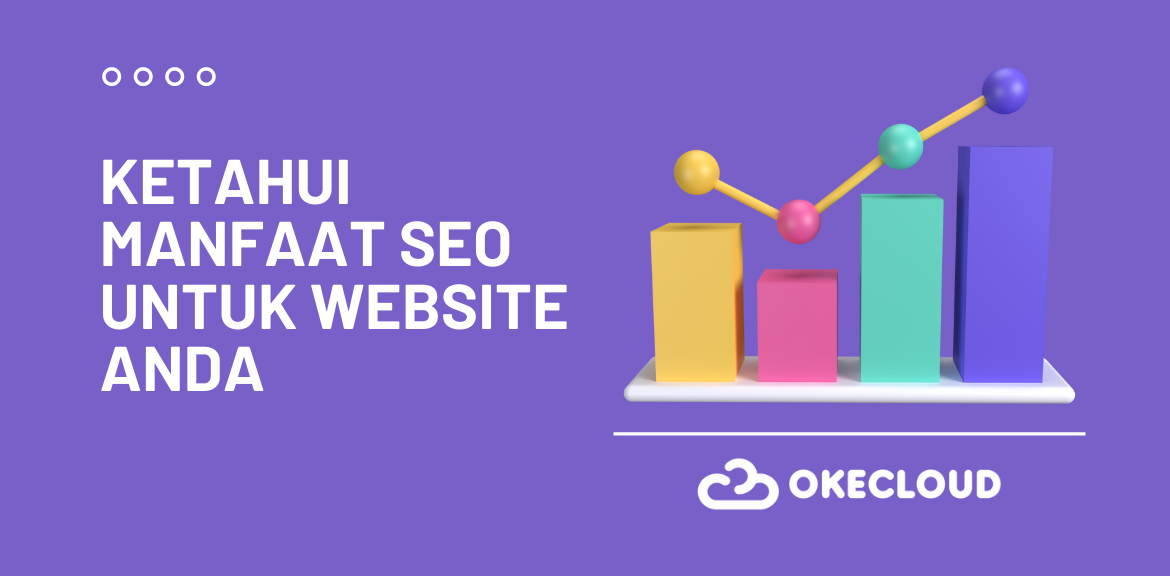 KETAHUI
MANFAAT SEO
UNTUK WEBSITE
ANDA
OKECLOUD